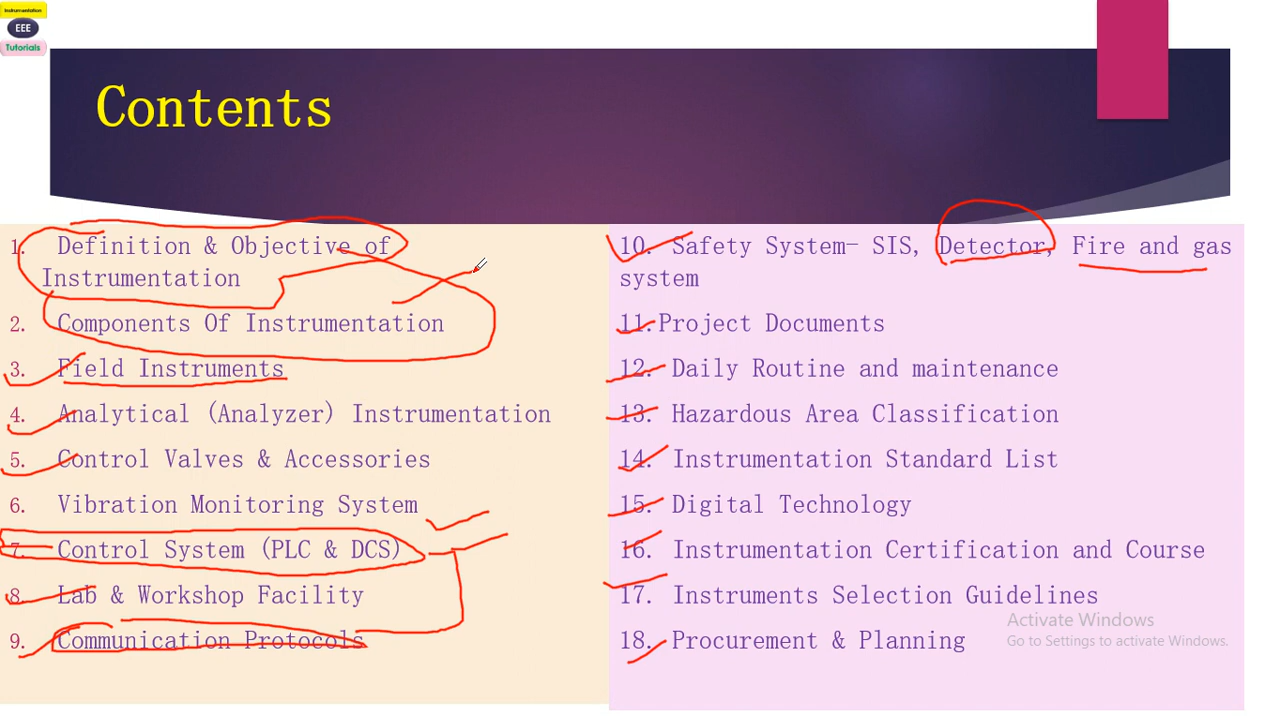 Instrumentation
EEE
Tutorials
Contents
1. Definition & Objective of
Instrumentation
2. Components Of Instrumentation
3. Field Instruments
4. Analytical (Analyzer) Instrumentation
5. Control Valves & Accessories
6. Vibration Monitoring System
7. Control System (PLC & DCS)
8. Lab & Workshop Facility
9. Communication Protocols
10. Safety System- SIS, Detector, Fire and gas
system
11.Project Documents
12. Daily Routine and maintenance
13. Hazardous Area Classification
14. Instrumentation Standard List
15. Digital Technology
16. Instrumentation Certification and Course
17. Instruments Selection Guidelines
18. Procurement & Planning
Activate Windows
Go to Settings to activate Windows.